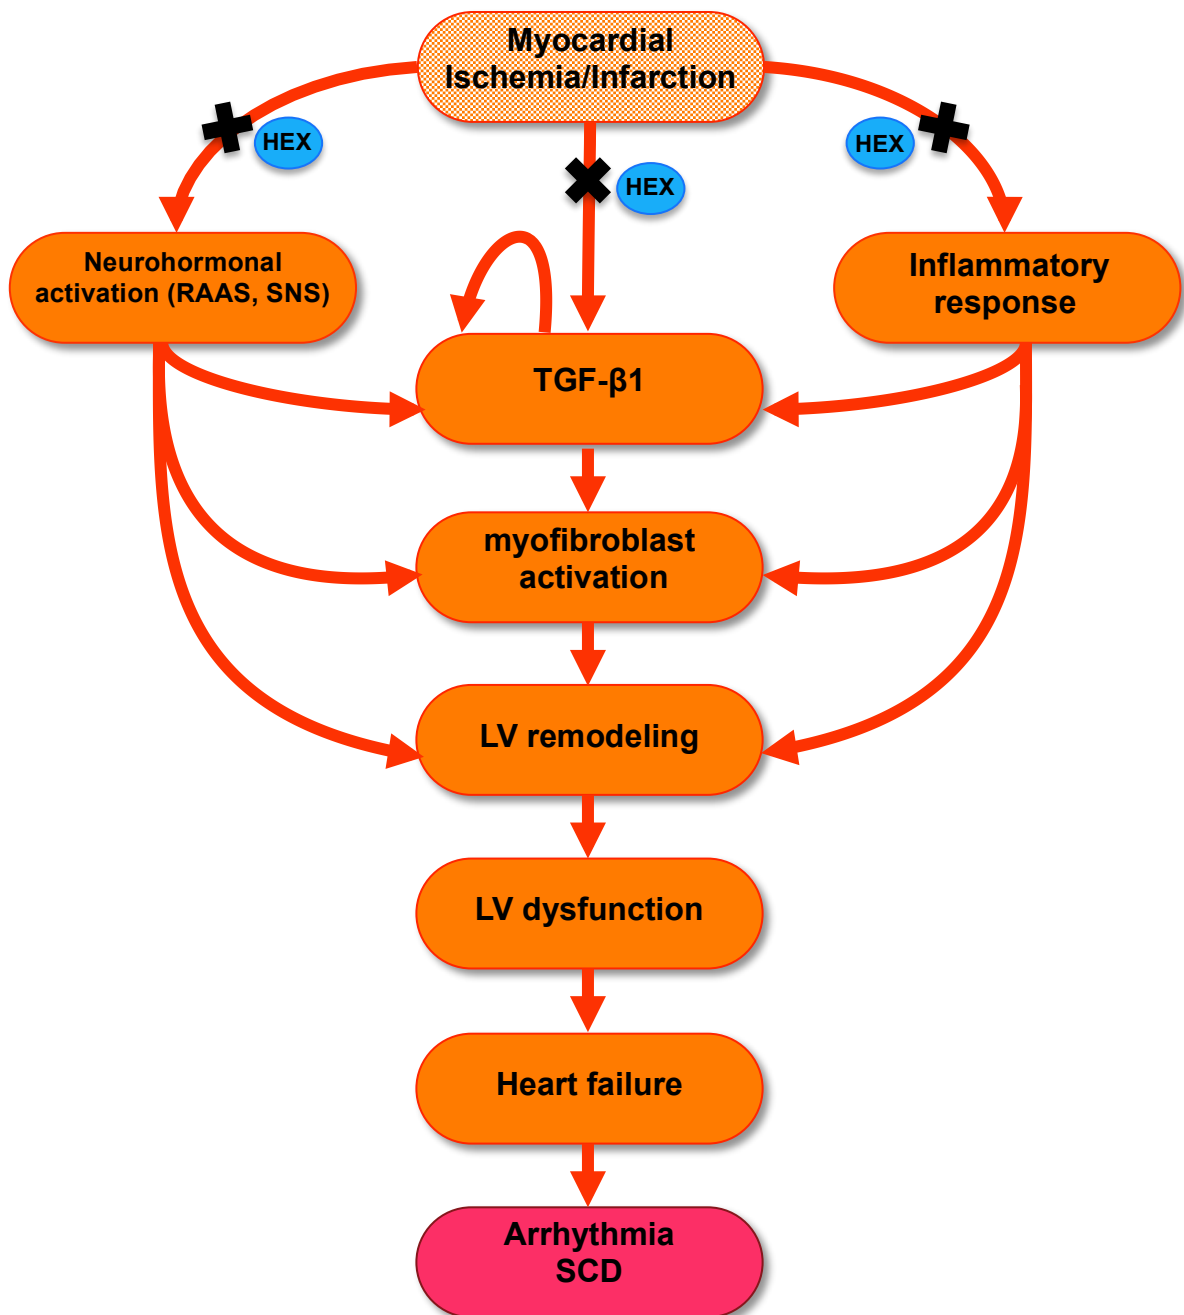 Myocardial
Ischemia/Infarction
HEX
HEX
HEX
Neurohormonal
activation (RAAS, SNS)
Inflammatory
response
TGF-β1
myofibroblast
activation
LV remodeling
LV dysfunction
Heart failure
Arrhythmia
SCD